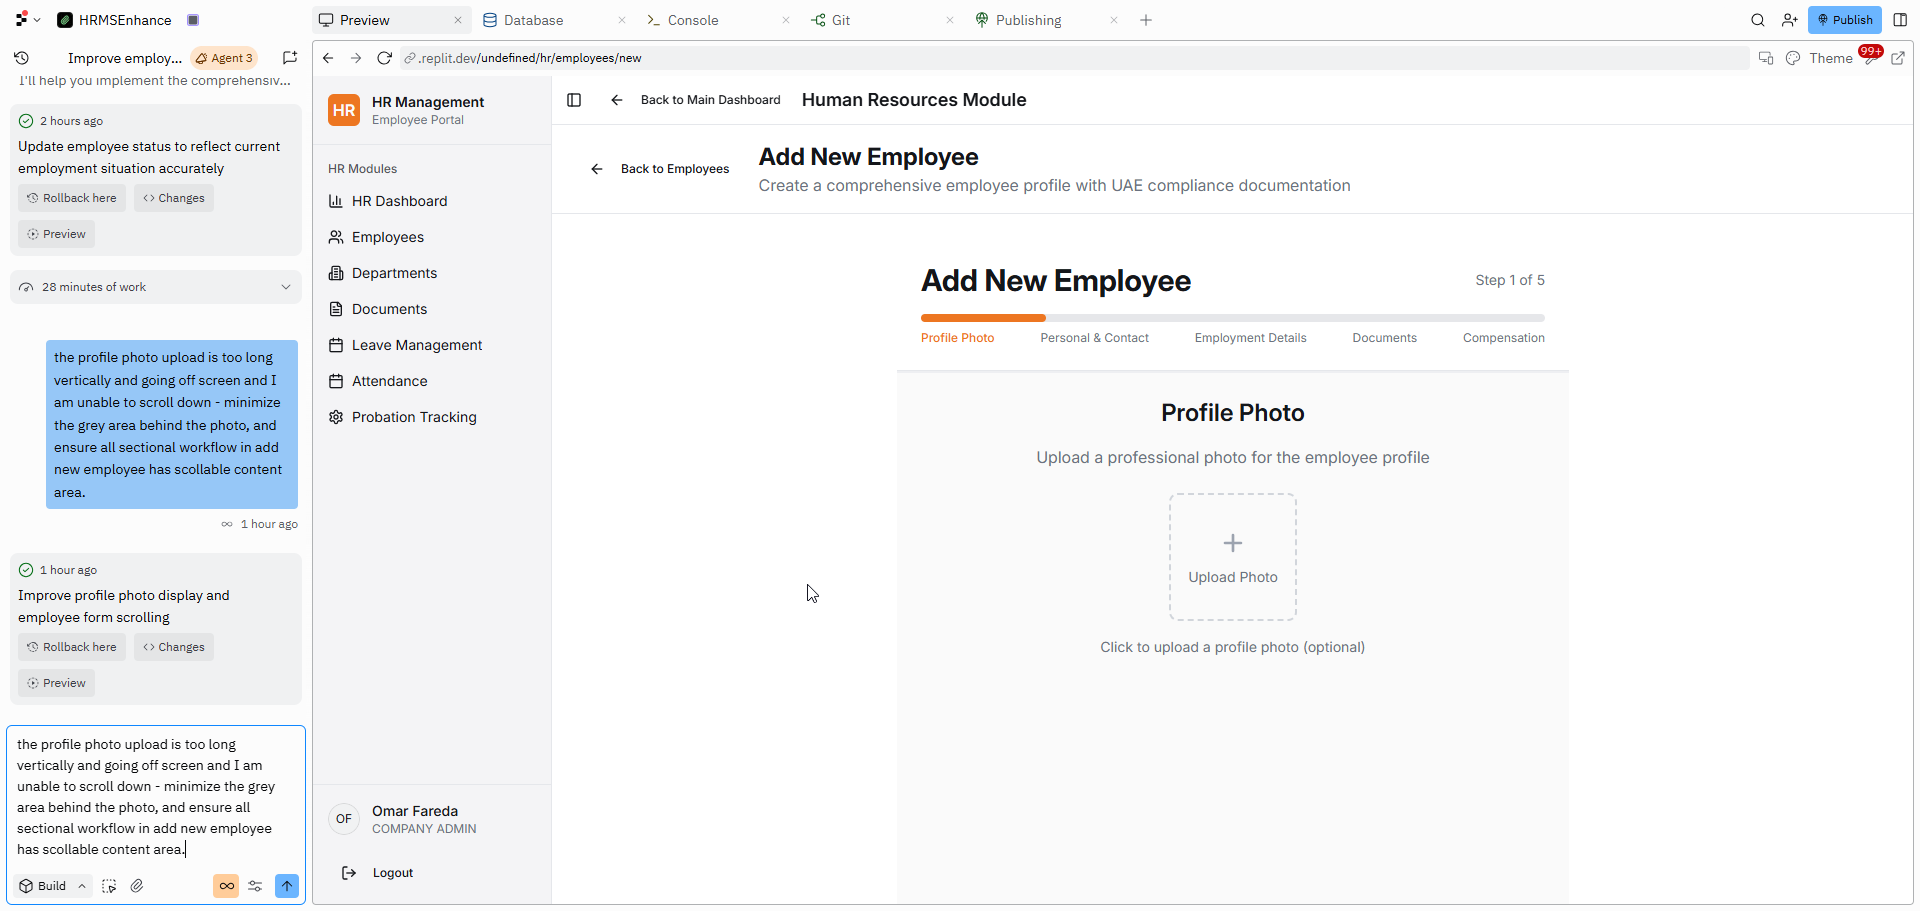 HRMSEnhance
Preview
Database
Console
Git
Publishing
Publish
Improve employ...
Agent 3
.replit.dev/undefined/hr/employees/new
Theme
99+
I'll help you implement the comprehensiv...
2 hours ago
Update employee status to reflect current
employment situation accurately
Rollback here
Changes
Preview
28 minutes of work
the profile photo upload is too long
vertically and going off screen and I
am unable to scroll down - minimize
the grey area behind the photo, and
ensure all sectional workflow in add
new employee has scollable content
area.
1 hour ago
1 hour ago
Improve profile photo display and
employee form scrolling
Rollback here
Changes
Preview
the profile photo upload is too long
vertically and going off screen and I am
unable to scroll down - minimize the grey
area behind the photo, and ensure all
sectional workflow in add new employee
has scollable content area.
Build
HR
HR Management
Employee Portal
HR Modules
HR Dashboard
Employees
Departments
Documents
Leave Management
Attendance
Probation Tracking
OF
Omar Fareda
COMPANY ADMIN
Logout
Back to Main Dashboard
Human Resources Module
Back to Employees
Add New Employee
Create a comprehensive employee profile with UAE compliance documentation
Add New Employee
Step 1 of 5
Profile Photo
Personal & Contact
Employment Details
Documents
Compensation
Profile Photo
Upload a professional photo for the employee profile
Upload Photo
Click to upload a profile photo (optional)